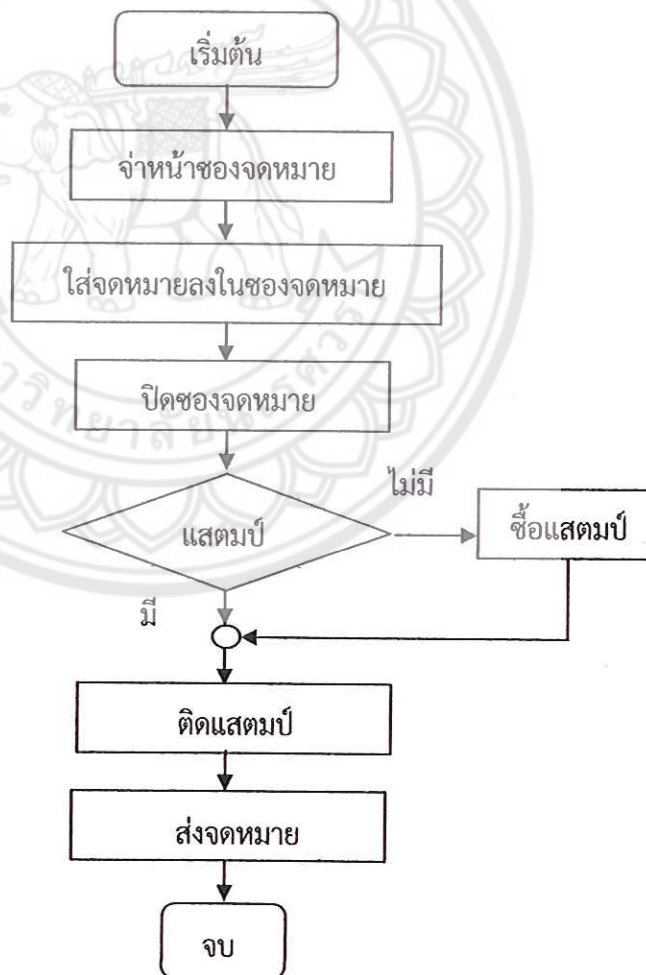 เริ่มต้น
จ่าหน้าซองจดหมาย
ใส่จดหมายลงในซองจดหมาย
ปิดซองจดหมาย
แสตมป์
ไม่มี
ซื้อแสตมป์
มี
ติดแสตมป์
ส่งจดหมาย
จบ